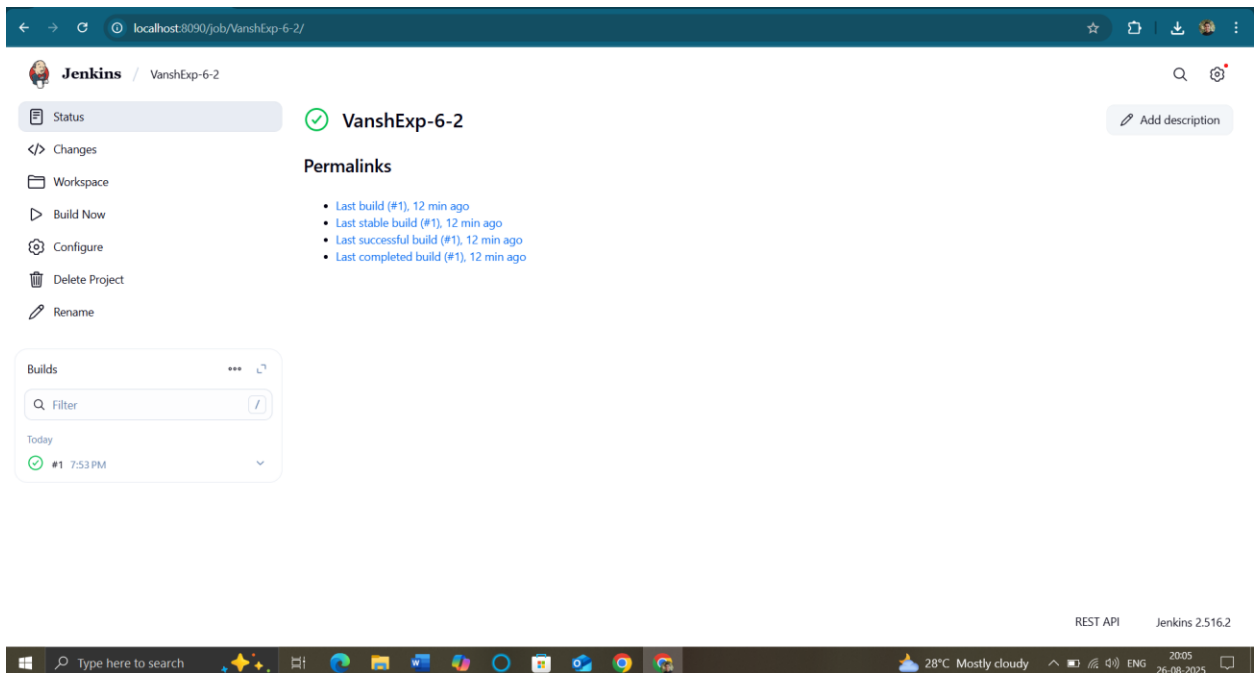 localhost:8090/job/VanshExp-6-2/
Jenkins / VanshExp-6-2
Status
Changes
Workspace
Build Now
Configure
Delete Project
Rename
Builds
Filter /
Today
#1 7:53 PM
VanshExp-6-2
Add description
Permalinks
Last build (#1), 12 min ago
Last stable build (#1), 12 min ago
Last successful build (#1), 12 min ago
Last completed build (#1), 12 min ago
REST API Jenkins 2.516.2
Type here to search
28°C Mostly cloudy
ENG
20:05
26-08-2025